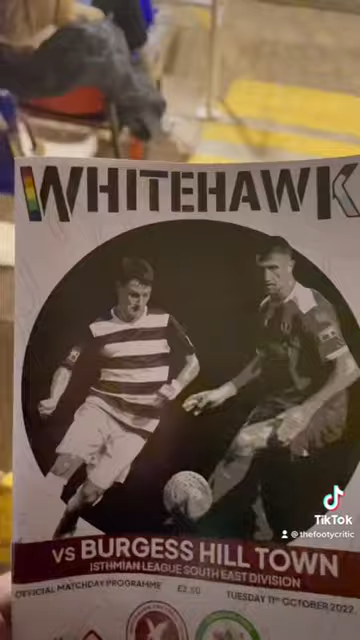 WHITEHAWK
VS BURGESS HILL TOWN
ISTHMIAN LEAGUE SOUTH EAST DIVISION
OFFICIAL MATCHDAY PROGRAMME £2.50 TUESDAY 11TH OCTOBER 2022
TikTok
@thefootycritic